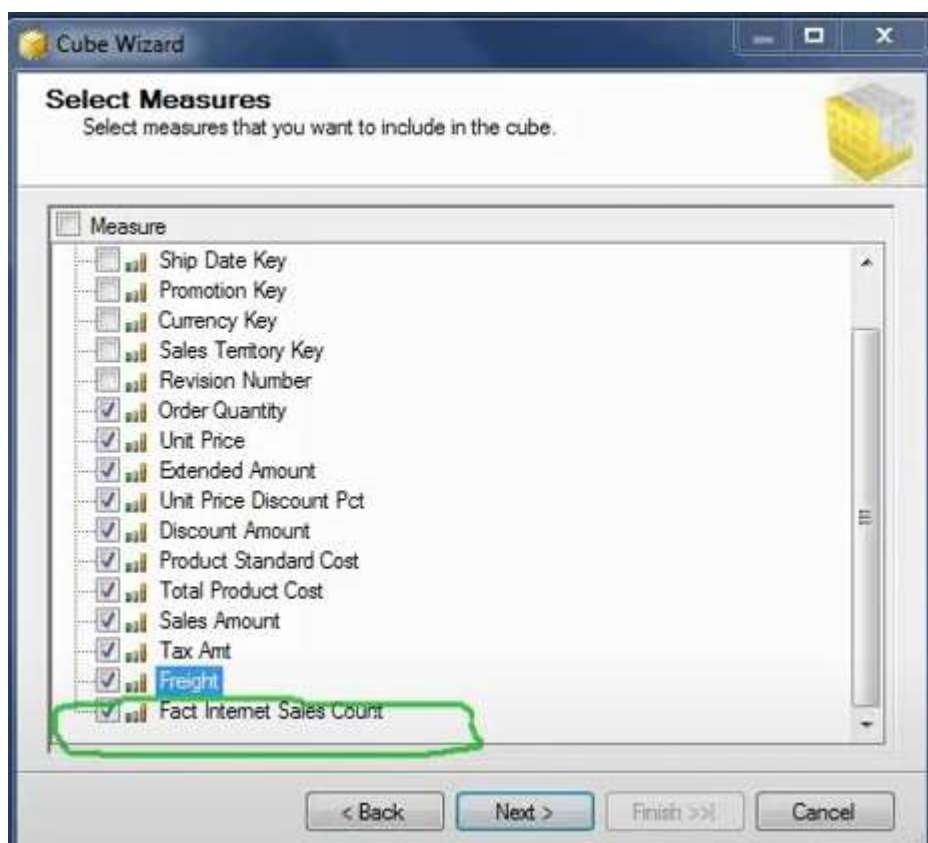 Cube Wizard
Select Measures
Select measures that you want to include in the cube.
Measure
Ship Date Key
Promotion Key
Currency Key
Sales Territory Key
Revision Number
Order Quantity
Unit Price
Extended Amount
Unit Price Discount Pct
Discount Amount
Product Standard Cost
Total Product Cost
Sales Amount
Tax Amt
Freight
Fact Internet Sales Count
< Back Next > Finish >>| Cancel